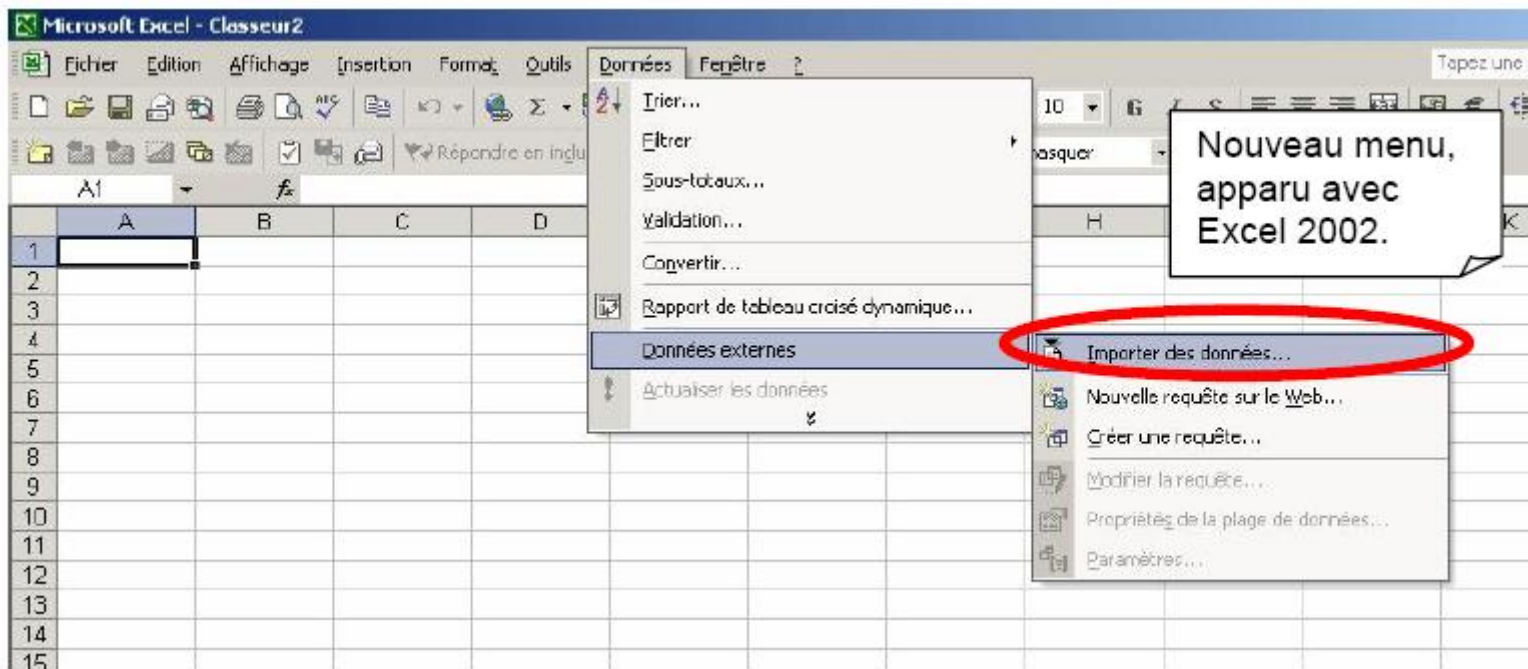 Microsoft Excel - Classeur2
Fichier Edition Affichage Insertion Format Outils Données Fenêtre ?
Tapez une
10 G I S
Répondre en inclu
masquer
A1 fx
A B C D H K
1
2
3
4
5
6
7
8
9
10
11
12
13
14
15
Trier...
Filtrer
Sous-totaux...
Validation...
Convertir...
Rapport de tableau croisé dynamique...
Données externes
Actualiser les données
Importer des données...
Nouvelle requête sur le Web...
Créer une requête...
Modifier la requête...
Propriétés de la plage de données...
Paramètres...
Nouveau menu,
apparu avec
Excel 2002.